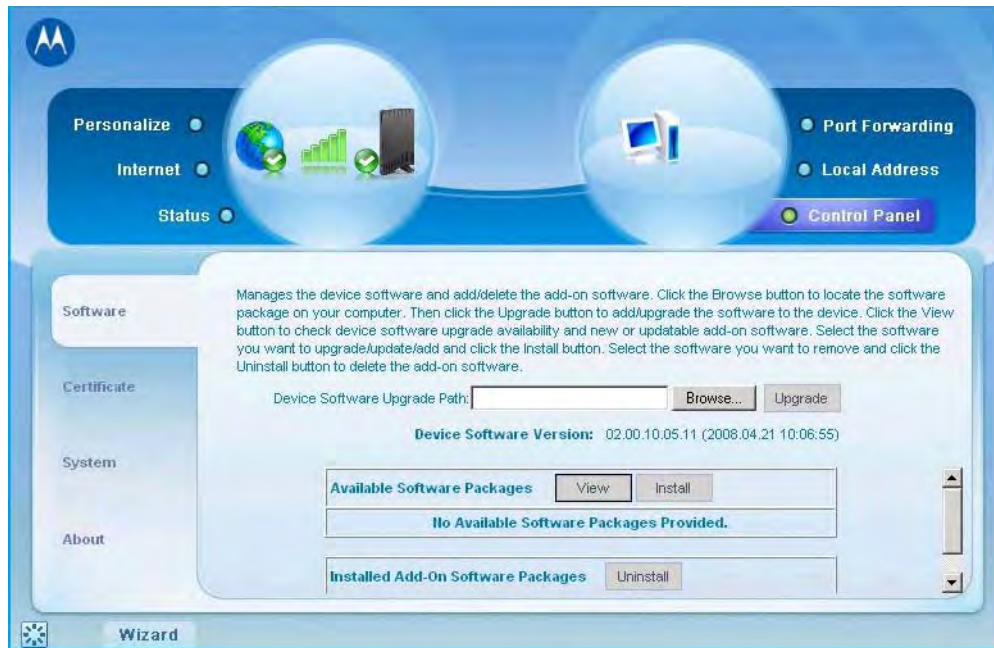 Personalize
Internet
Status
Port Forwarding
Local Address
Control Panel
Software
Certificate
System
About
Manages the device software and add/delete the add-on software. Click the Browse button to locate the software
package on your computer. Then click the Upgrade button to add/upgrade the software to the device. Click the View
button to check device software upgrade availability and new or updatable add-on software. Select the software
you want to upgrade/update/add and click the Install button. Select the software you want to remove and click the
Uninstall button to delete the add-on software.
Device Software Upgrade Path: Browse... Upgrade
Device Software Version: 02.00.10.05.11 (2008.04.21 10:06:55)
Available Software Packages View Install
No Available Software Packages Provided.
Installed Add-On Software Packages Uninstall
Wizard